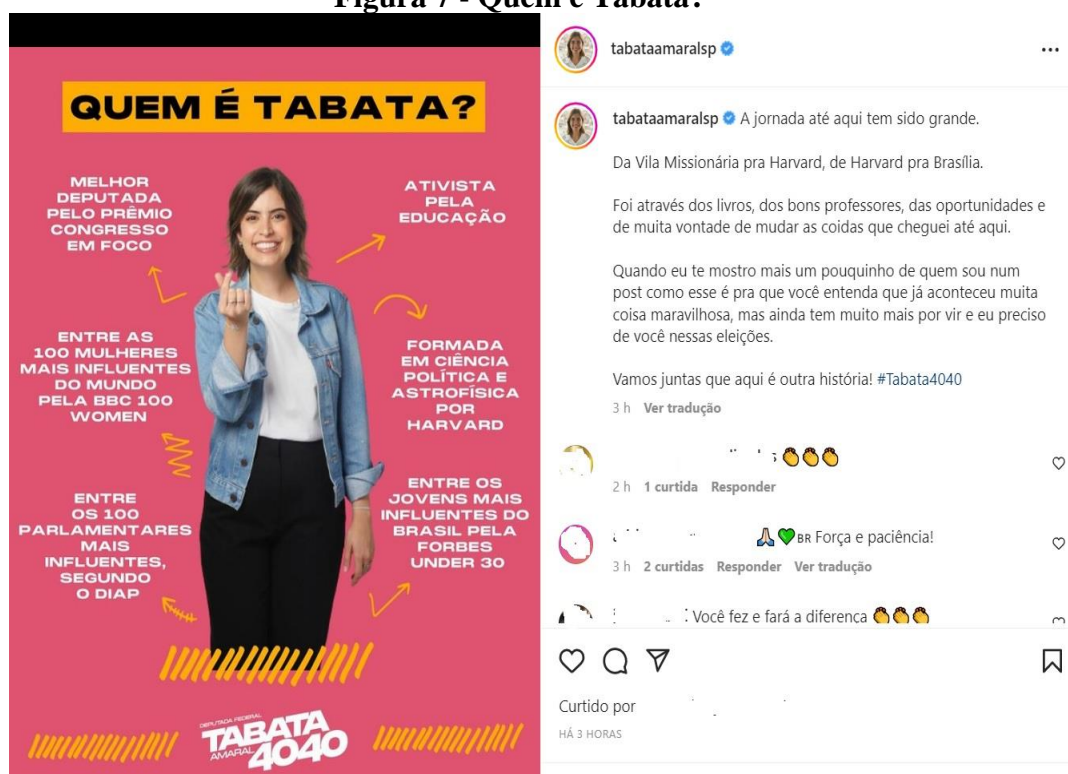 Figura 7 - Quem é Tabata?
QUEM É TABATA?
MELHOR
DEPUTADA
PELO PRÊMIO
CONGRESSO
EM FOCO
ATIVISTA
PELA
EDUCAÇÃO
ENTRE AS
100 MULHERES
MAIS INFLUENTES
DO MUNDO
PELA BBC 100
WOMEN
FORMADA
EM CIÊNCIA
POLÍTICA E
ASTROFÍSICA
POR
HARVARD
ENTRE
OS 100
PARLAMENTARES
MAIS
INFLUENTES,
SEGUNDO
O DIAP
ENTRE OS
JOVENS MAIS
INFLUENTES DO
BRASIL PELA
FORBES
UNDER 30
DEPUTADA FEDERAL
TABATA
AMARAL 4040
tabataamaralsp
tabataamaralsp A jornada até aqui tem sido grande.
Da Vila Missionária pra Harvard, de Harvard pra Brasília.
Foi através dos livros, dos bons professores, das oportunidades e
de muita vontade de mudar as coidas que cheguei até aqui.
Quando eu te mostro mais um pouquinho de quem sou num
post como esse é pra que você entenda que já aconteceu muita
coisa maravilhosa, mas ainda tem muito mais por vir e eu preciso
de você nessas eleições.
Vamos juntas que aqui é outra história! #Tabata4040
3 h Ver tradução
👏👏👏
2 h 1 curtida Responder
🙏🏻💚BR Força e paciência!
3 h 2 curtidas Responder Ver tradução
Você fez e fará a diferença 👏👏👏
Curtido por
HÁ 3 HORAS